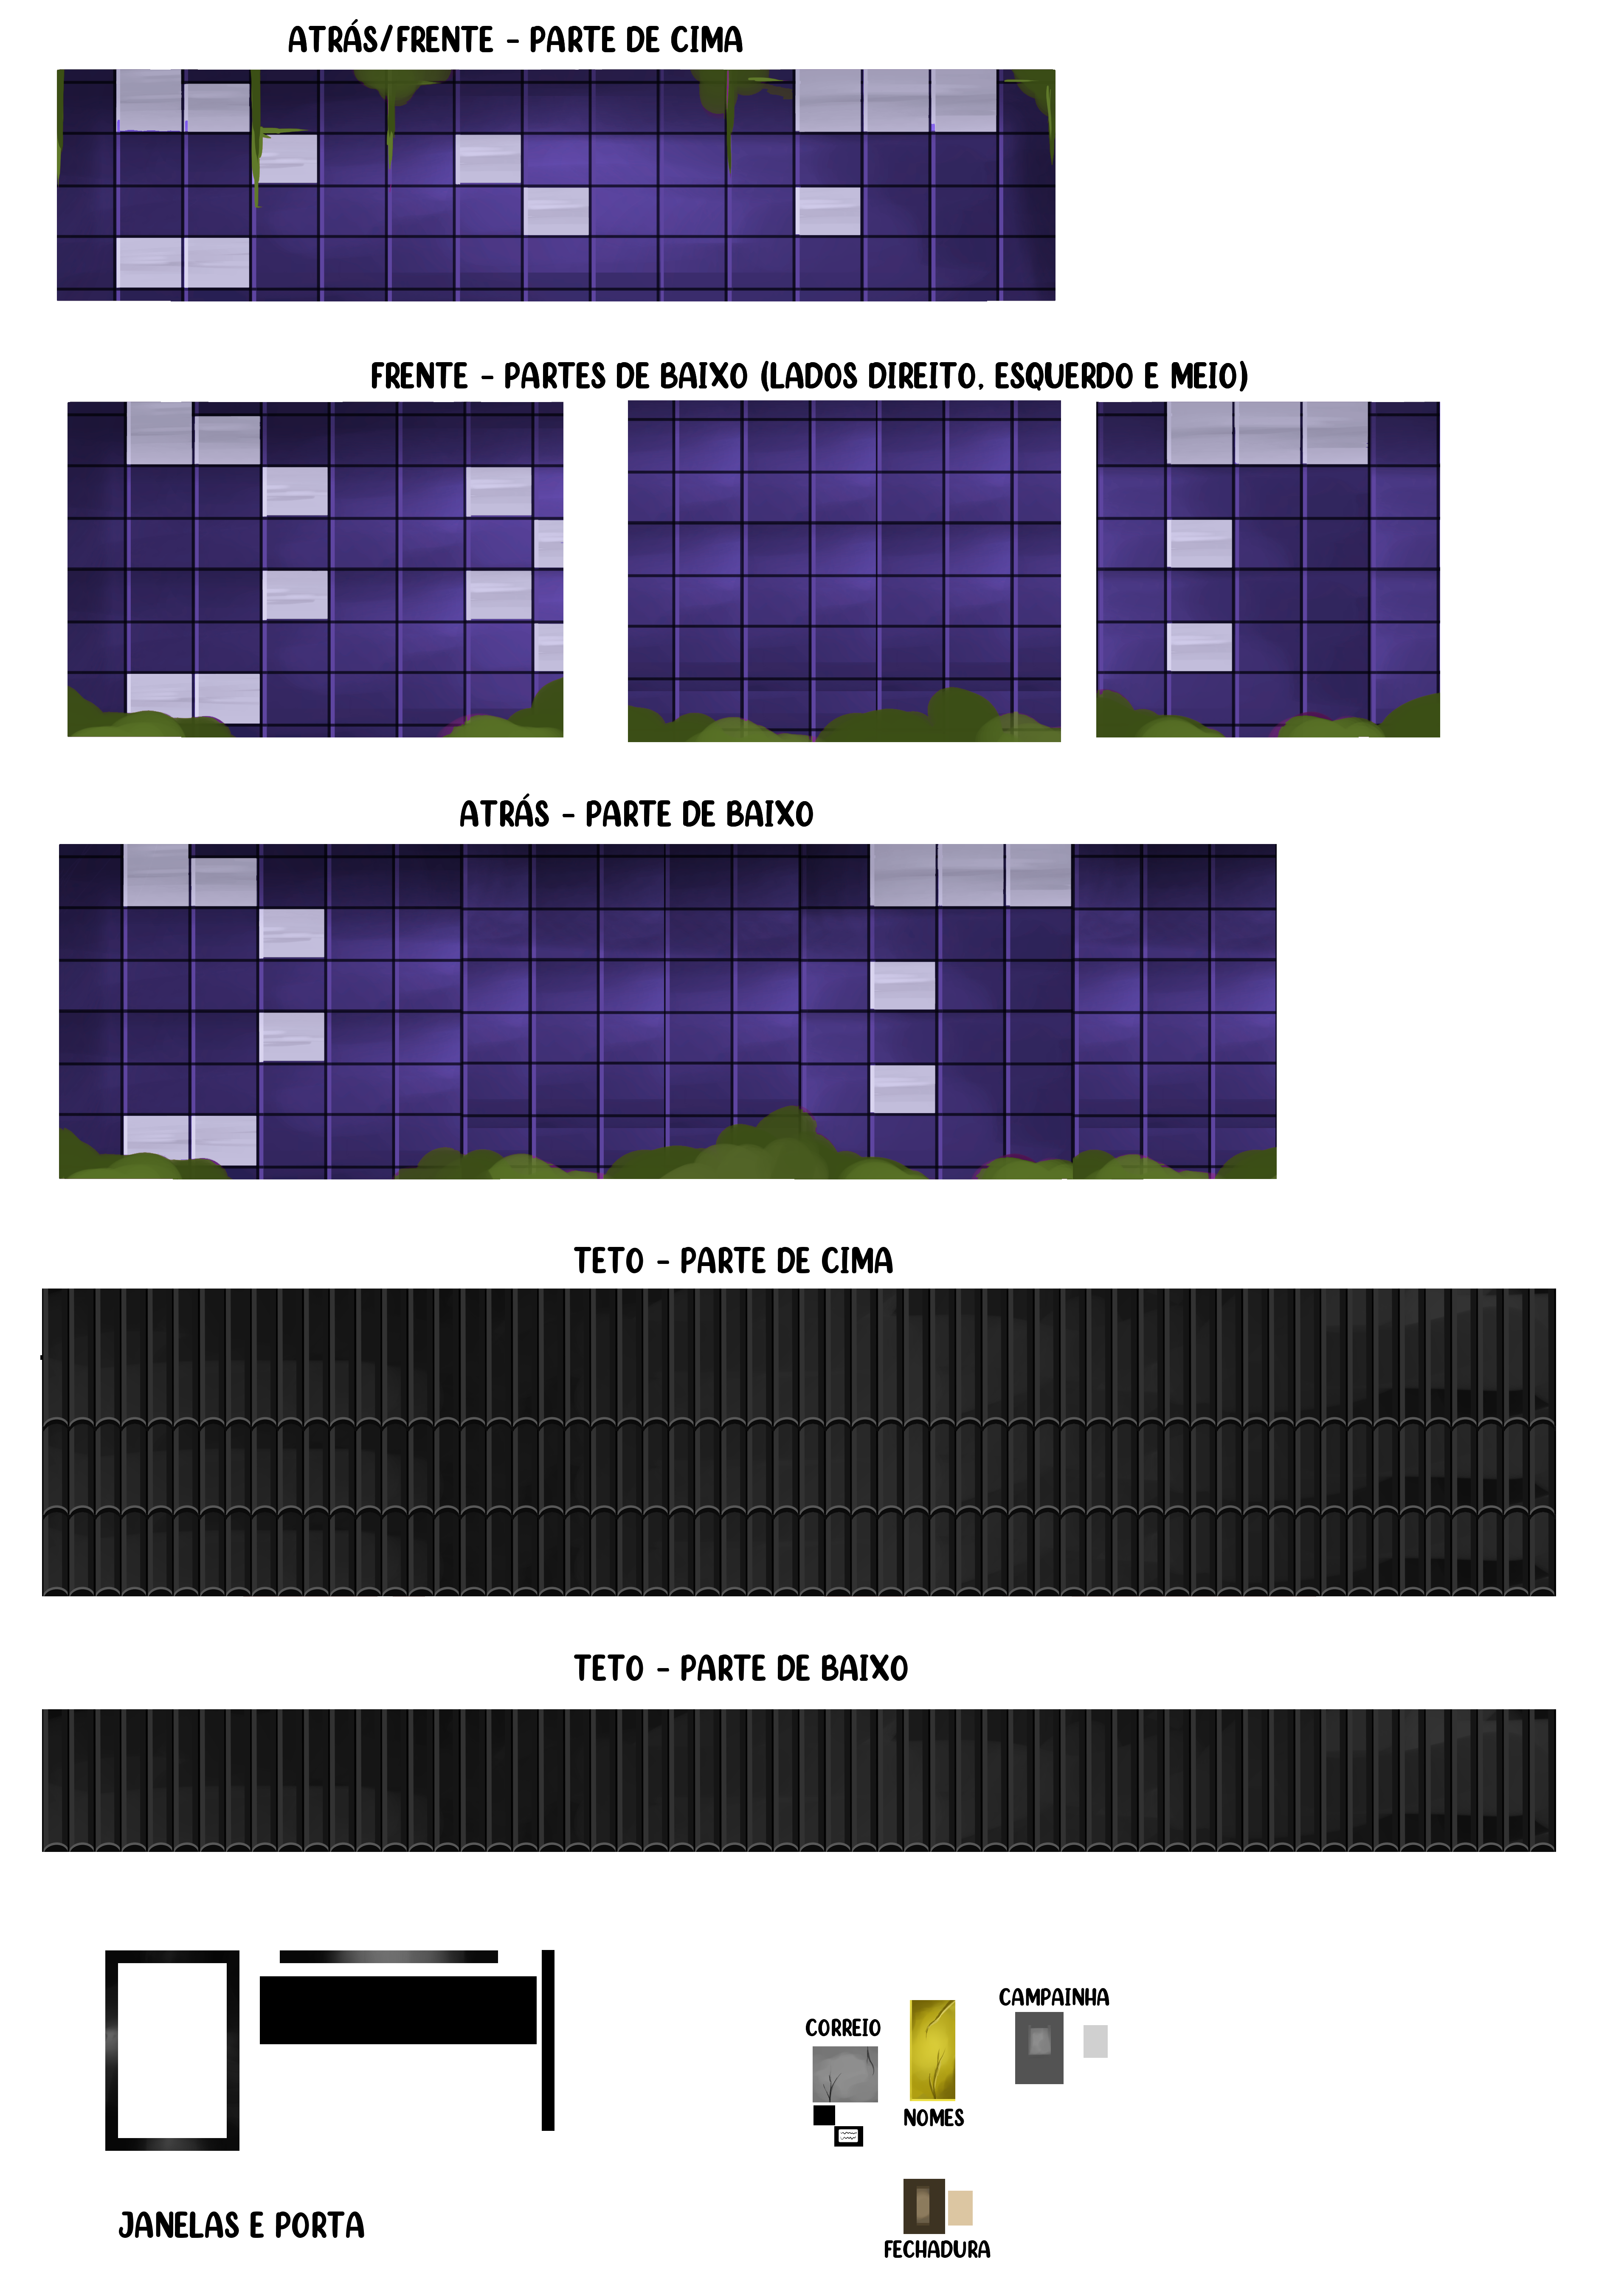 ATRÁS/FRENTE - PARTE DE CIMA
FRENTE - PARTES DE BAIXO (LADOS DIREITO, ESQUERDO E MEIO)
ATRÁS - PARTE DE BAIXO
TETO - PARTE DE CIMA
TETO - PARTE DE BAIXO
CAMPAINHA
CORREIO
NOMES
JANELAS E PORTA
FECHADURA